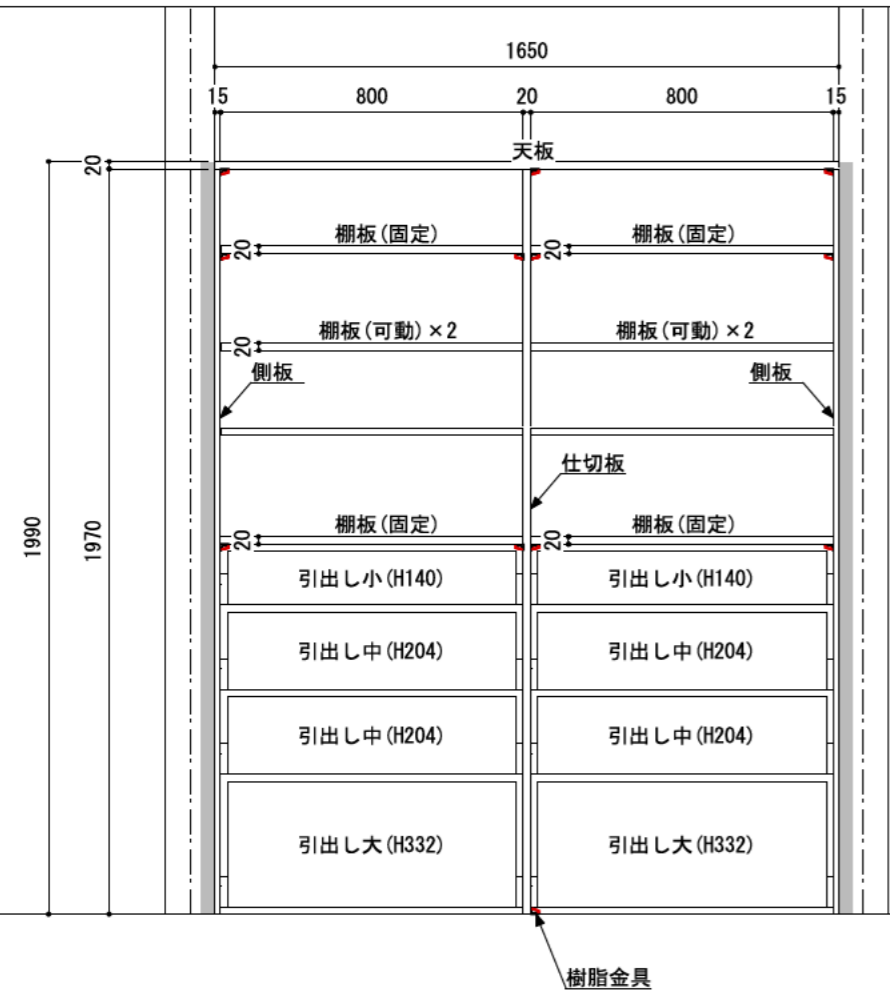 1650
15 800 20 800 15
天板
20
棚板(固定) 棚板(固定)
20 20
棚板(可動)×2 棚板(可動)×2
20
側板 側板
仕切板
1990 1970
棚板(固定) 棚板(固定)
20 20
引出し小(H140) 引出し小(H140)
引出し中(H204) 引出し中(H204)
引出し中(H204) 引出し中(H204)
引出し大(H332) 引出し大(H332)
樹脂金具